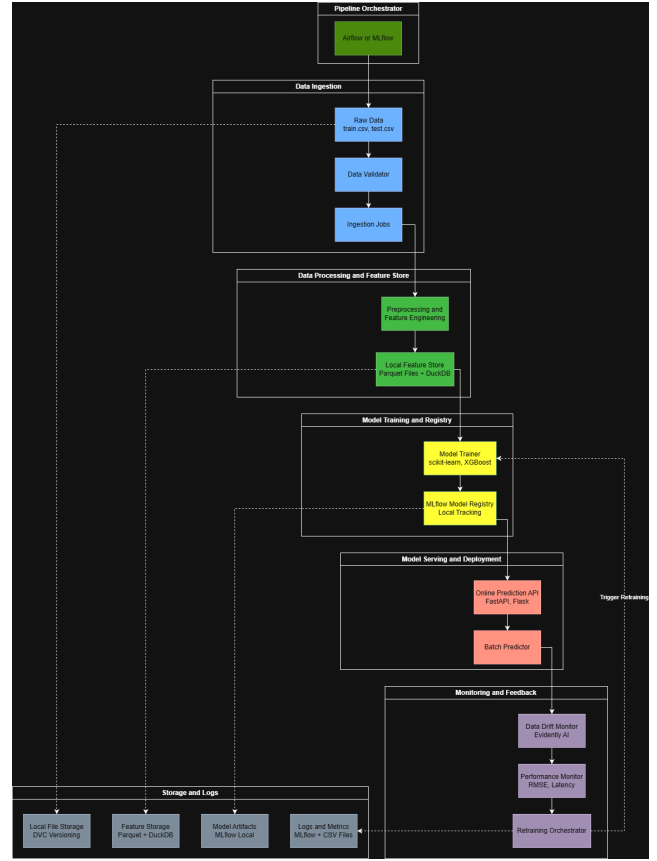 Pipeline Orchestrator
Airflow or MLflow
Data Ingestion
Raw Data
train.csv, test.csv
Data Validator
Ingestion Jobs
Data Processing and Feature Store
Preprocessing and
Feature Engineering
Local Feature Store
Parquet Files + DuckDB
Model Training and Registry
Model Trainer
scikit-learn, XGBoost
MLflow Model Registry
Local Tracking
Model Serving and Deployment
Online Prediction API
FastAPI, Flask
Trigger Retraining
Batch Predictor
Monitoring and Feedback
Data Drift Monitor
Evidently AI
Performance Monitor
RMSE, Latency
Retraining Orchestrator
Storage and Logs
Local File Storage
DVC Versioning
Feature Storage
Parquet + DuckDB
Model Artifacts
MLflow Local
Logs and Metrics
MLflow + CSV Files